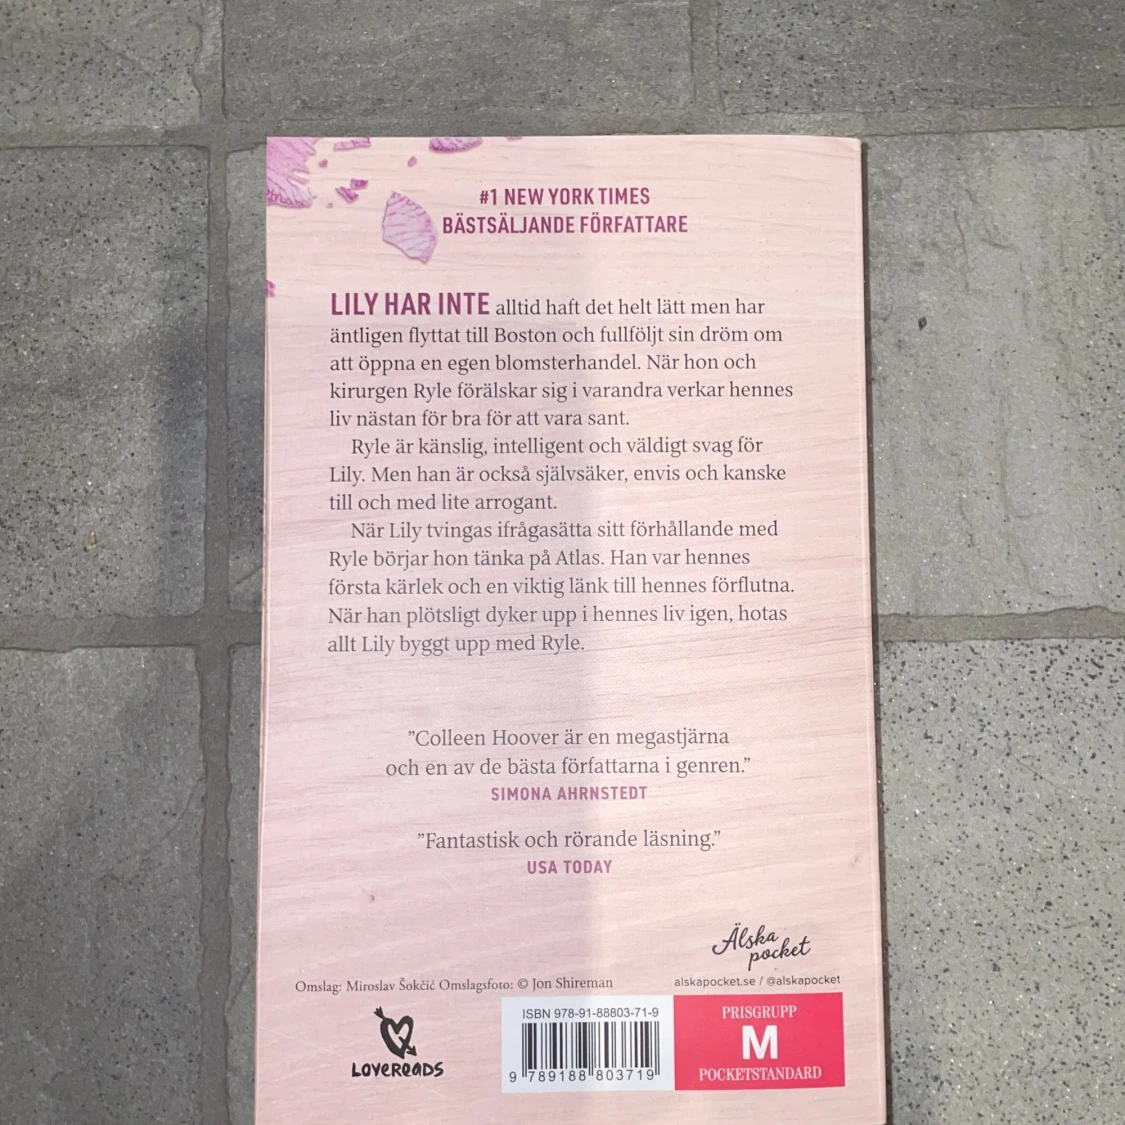 #1 NEW YORK TIMES
BÄSTSÄLJANDE FÖRFATTARE
LILY HAR INTE alltid haft det helt lätt men har
äntligen flyttat till Boston och fullföljt sin dröm om
att öppna en egen blomsterhandel. När hon och
kirurgen Ryle förälskar sig i varandra verkar hennes
liv nästan för bra för att vara sant.
Ryle är känslig, intelligent och väldigt svag för
Lily. Men han är också självsäker, envis och kanske
till och med lite arrogant.
När Lily tvingas ifrågasätta sitt förhållande med
Ryle börjar hon tänka på Atlas. Han var hennes
första kärlek och en viktig länk till hennes förflutna.
När han plötsligt dyker upp i hennes liv igen, hotas
allt Lily byggt upp med Ryle.
”Colleen Hoover är en megastjärna
och en av de bästa författarna i genren.”
SIMONA AHRNSTEDT
”Fantastisk och rörande läsning.”
USA TODAY
Älska
pocket
alskapocket.se / @alskapocket
Omslag: Miroslav Šokčić Omslagsfoto: © Jon Shireman
LOVEREADS
ISBN 978-91-88803-71-9
9 789188 803719
PRISGRUPP
M
POCKETSTANDARD